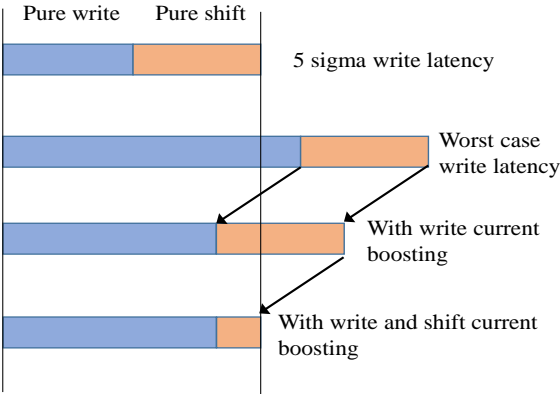 Pure write Pure shift
5 sigma write latency
Worst case
write latency
With write current
boosting
With write and shift current
boosting